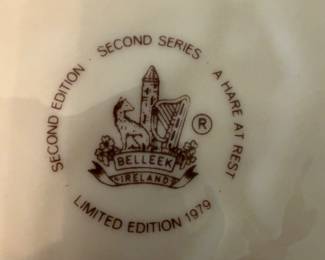 SECOND EDITION · SECOND SERIES · A HARE AT REST
®
BELLEEK
IRELAND
LIMITED EDITION 1979